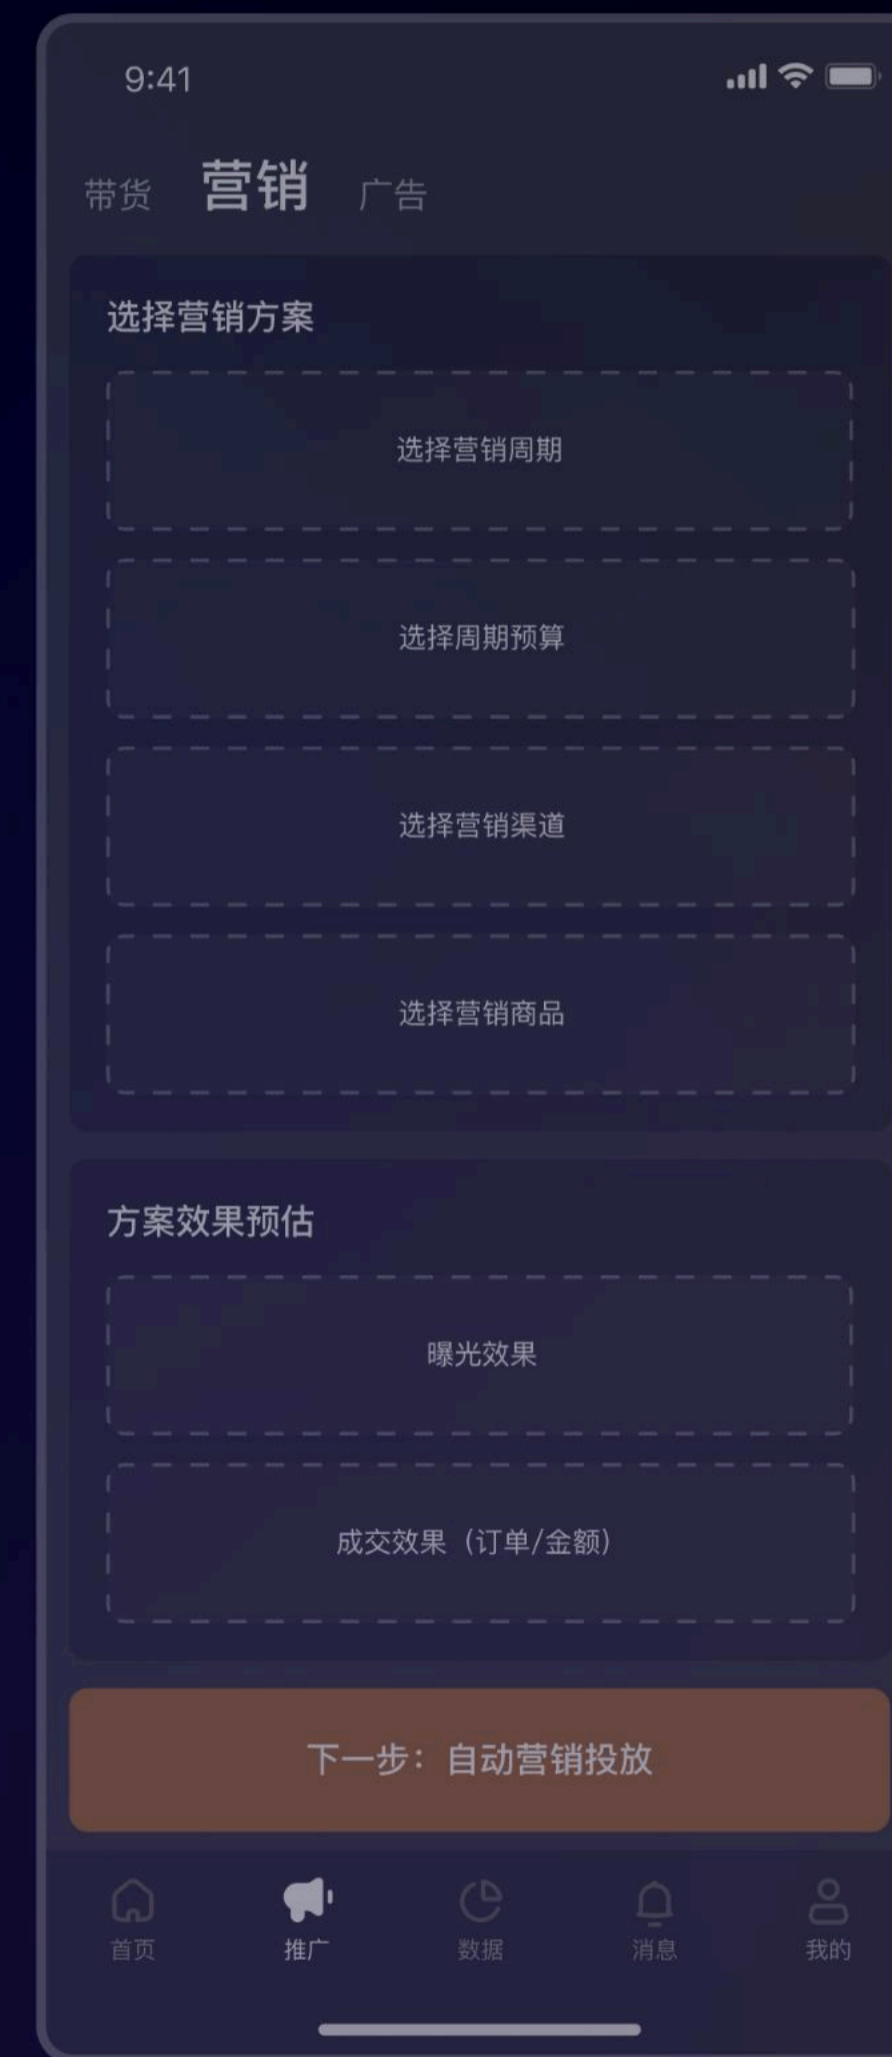 9:41
带货 营销 广告
选择营销方案
选择营销周期
选择周期预算
选择营销渠道
选择营销商品
方案效果预估
曝光效果
成交效果（订单/金额）
下一步：自动营销投放
首页 推广 数据 消息 我的